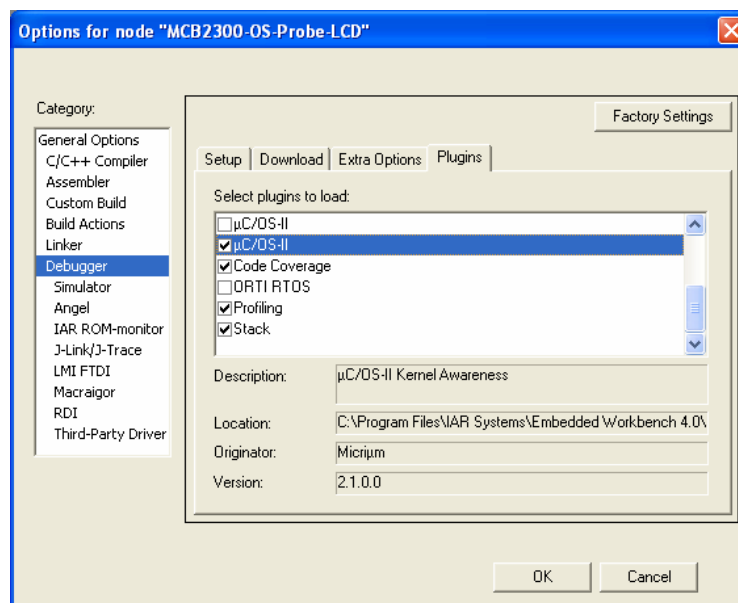 Options for node "MCB2300-OS-Probe-LCD"
Category:
Factory Settings
General Options
C/C++ Compiler
Assembler
Custom Build
Build Actions
Linker
Debugger
Simulator
Angel
IAR ROM-monitor
J-Link/J-Trace
LMI FTDI
Macraigor
RDI
Third-Party Driver
Setup
Download
Extra Options
Plugins
Select plugins to load:
µC/OS-II
µC/OS-II
Code Coverage
ORTI RTOS
Profiling
Stack
Description:
µC/OS-II Kernel Awareness
Location:
C:\Program Files\IAR Systems\Embedded Workbench 4.0\
Originator:
Micriµm
Version:
2.1.0.0
OK
Cancel